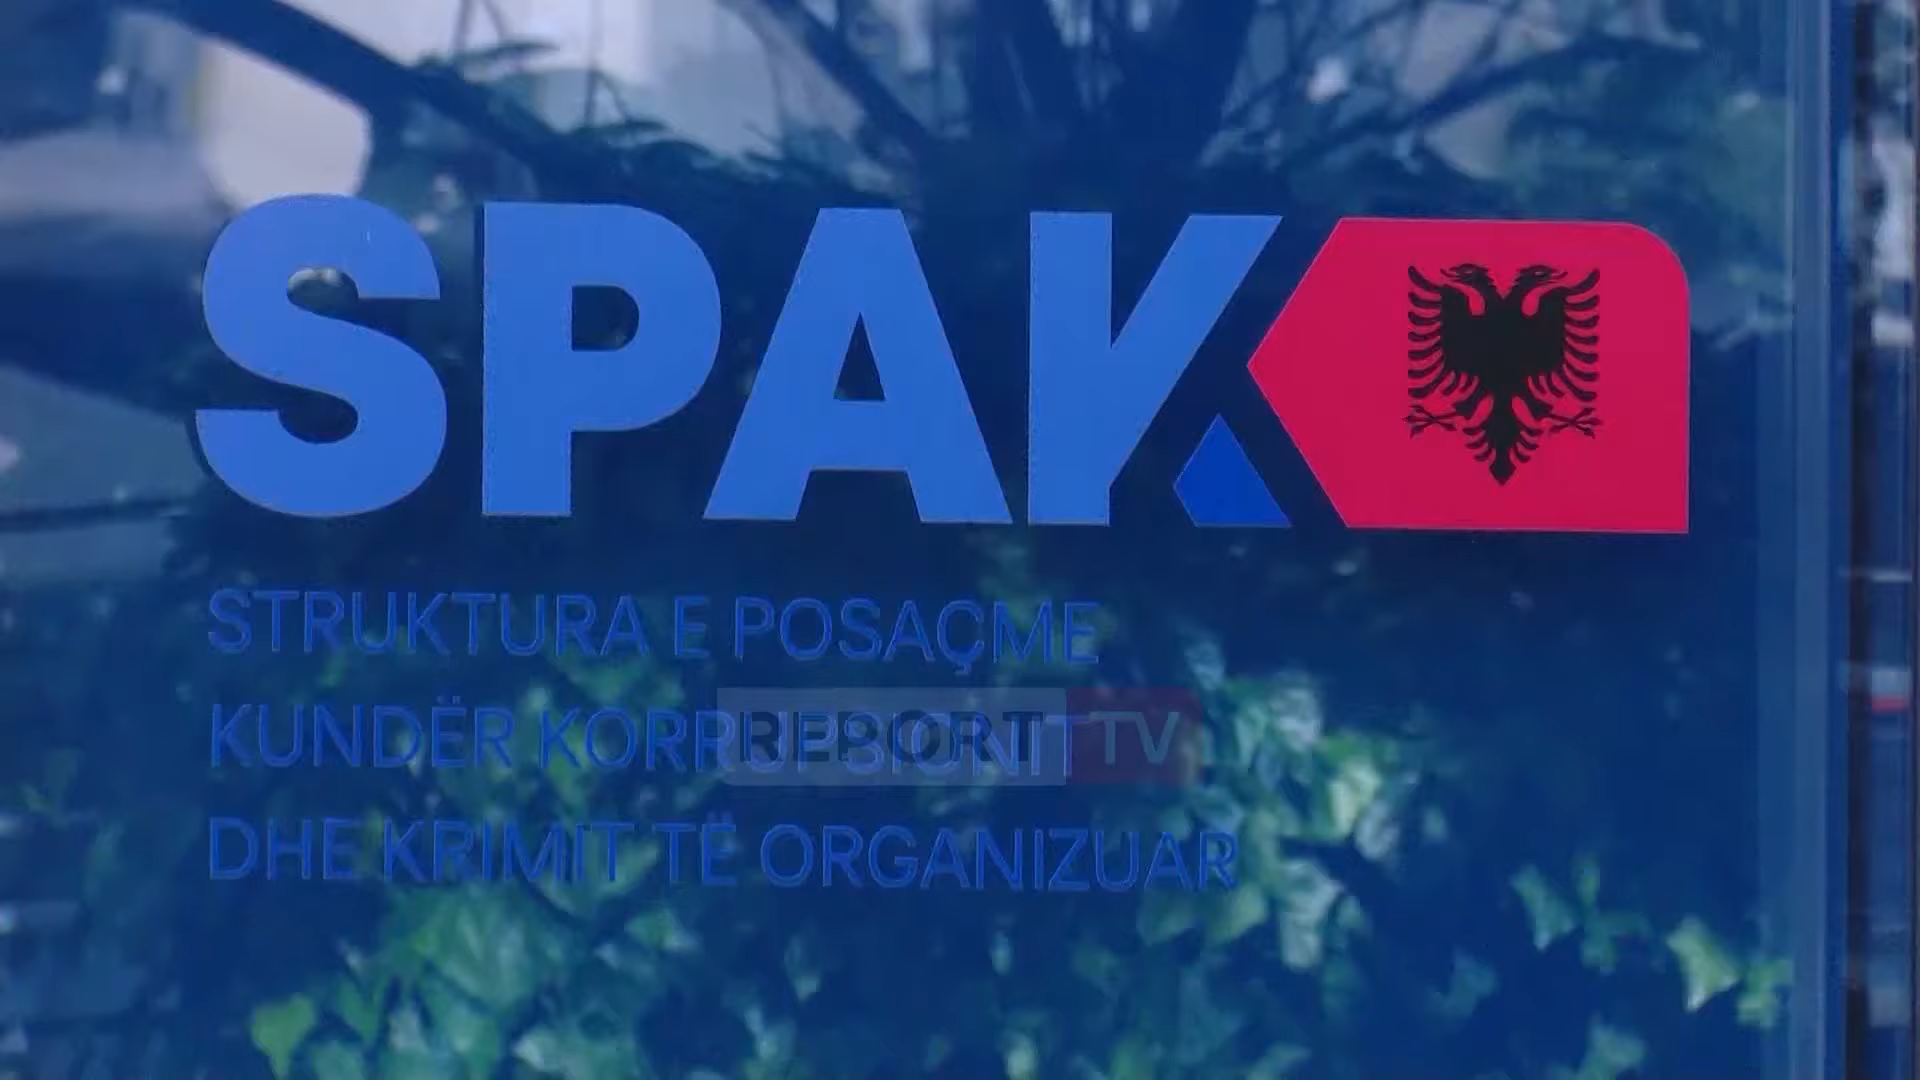 SPAK
STRUKTURA E POSAÇME
KUNDËR KORRUPSIONIT
REPORT TV
DHE KRIMIT TË ORGANIZUAR